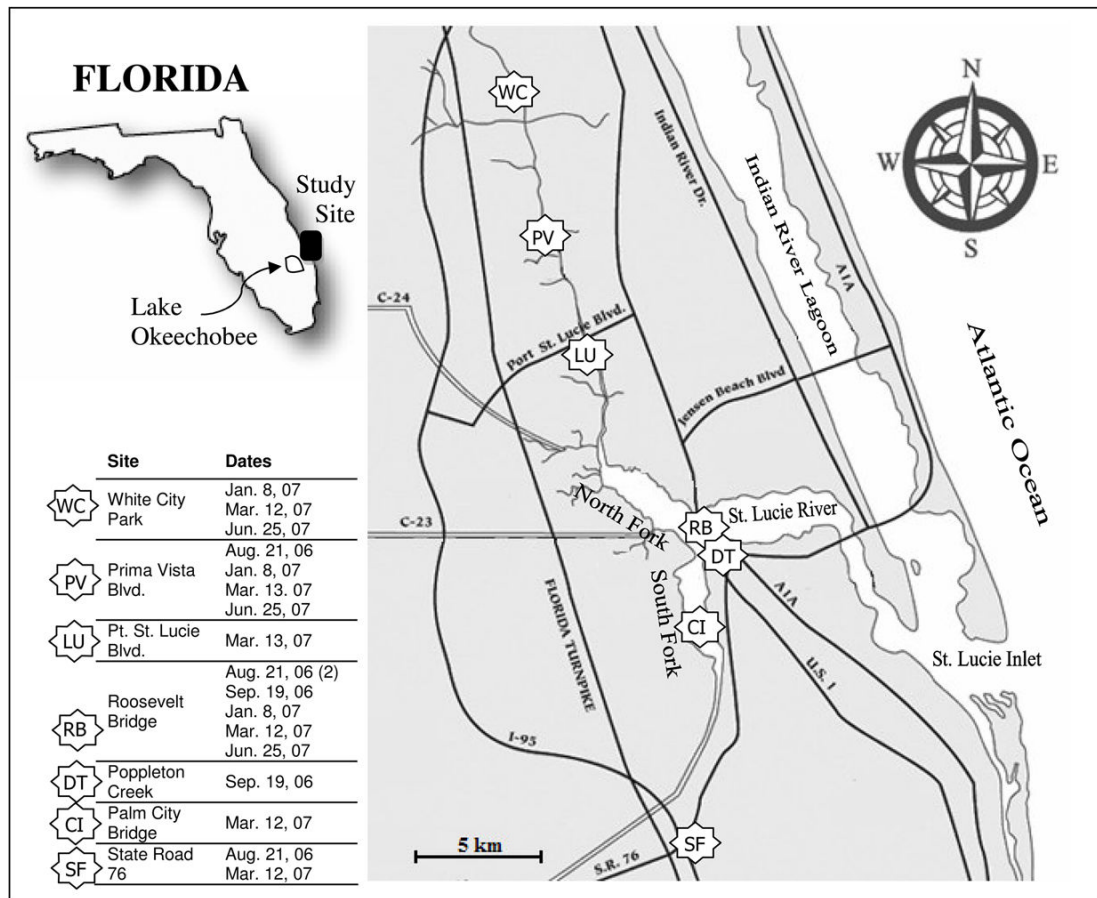 FLORIDA
Study
Site
Lake
Okeechobee
Site Dates
WC White City Park Jan. 8, 07
Mar. 12, 07
Jun. 25, 07
PV Prima Vista Blvd. Aug. 21, 06
Jan. 8, 07
Mar. 13. 07
Jun. 25, 07
LU Pt. St. Lucie Blvd. Mar. 13, 07
RB Roosevelt Bridge Aug. 21, 06 (2)
Sep. 19, 06
Jan. 8, 07
Mar. 12, 07
Jun. 25, 07
DT Poppleton Creek Sep. 19, 06
CI Palm City Bridge Mar. 12, 07
SF State Road 76 Aug. 21, 06
Mar. 12, 07
N
W E
S
WC
PV
LU
RB
DT
CI
SF
Indian River Dr.
Indian River Lagoon
A1A
Atlantic Ocean
C-24
Port St. Lucie Blvd.
Jensen Beach Blvd
North Fork
St. Lucie River
C-23
South Fork
FLORIDA TURNPIKE
A1A
U.S. 1
St. Lucie Inlet
I-95
5 km
S.R. 76